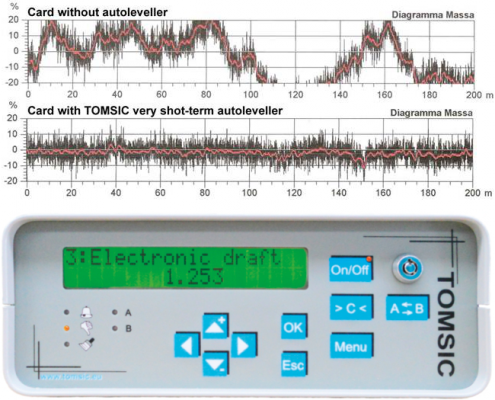 %
Card without autoleveller
Diagramma Massa
20
10
0
-10
-20
0 20 40 60 80 100 120 140 160 180 200 m
%
Card with TOMSIC very shot-term autoleveller
Diagramma Massa
20
10
0
-10
-20
0 20 40 60 80 100 120 140 160 180 200 m
3:Electronic draft
1.253
On/Off
> C <
A B
Menu
OK
Esc
+
-
A
B
TOMSIC
www.tomsic.eu